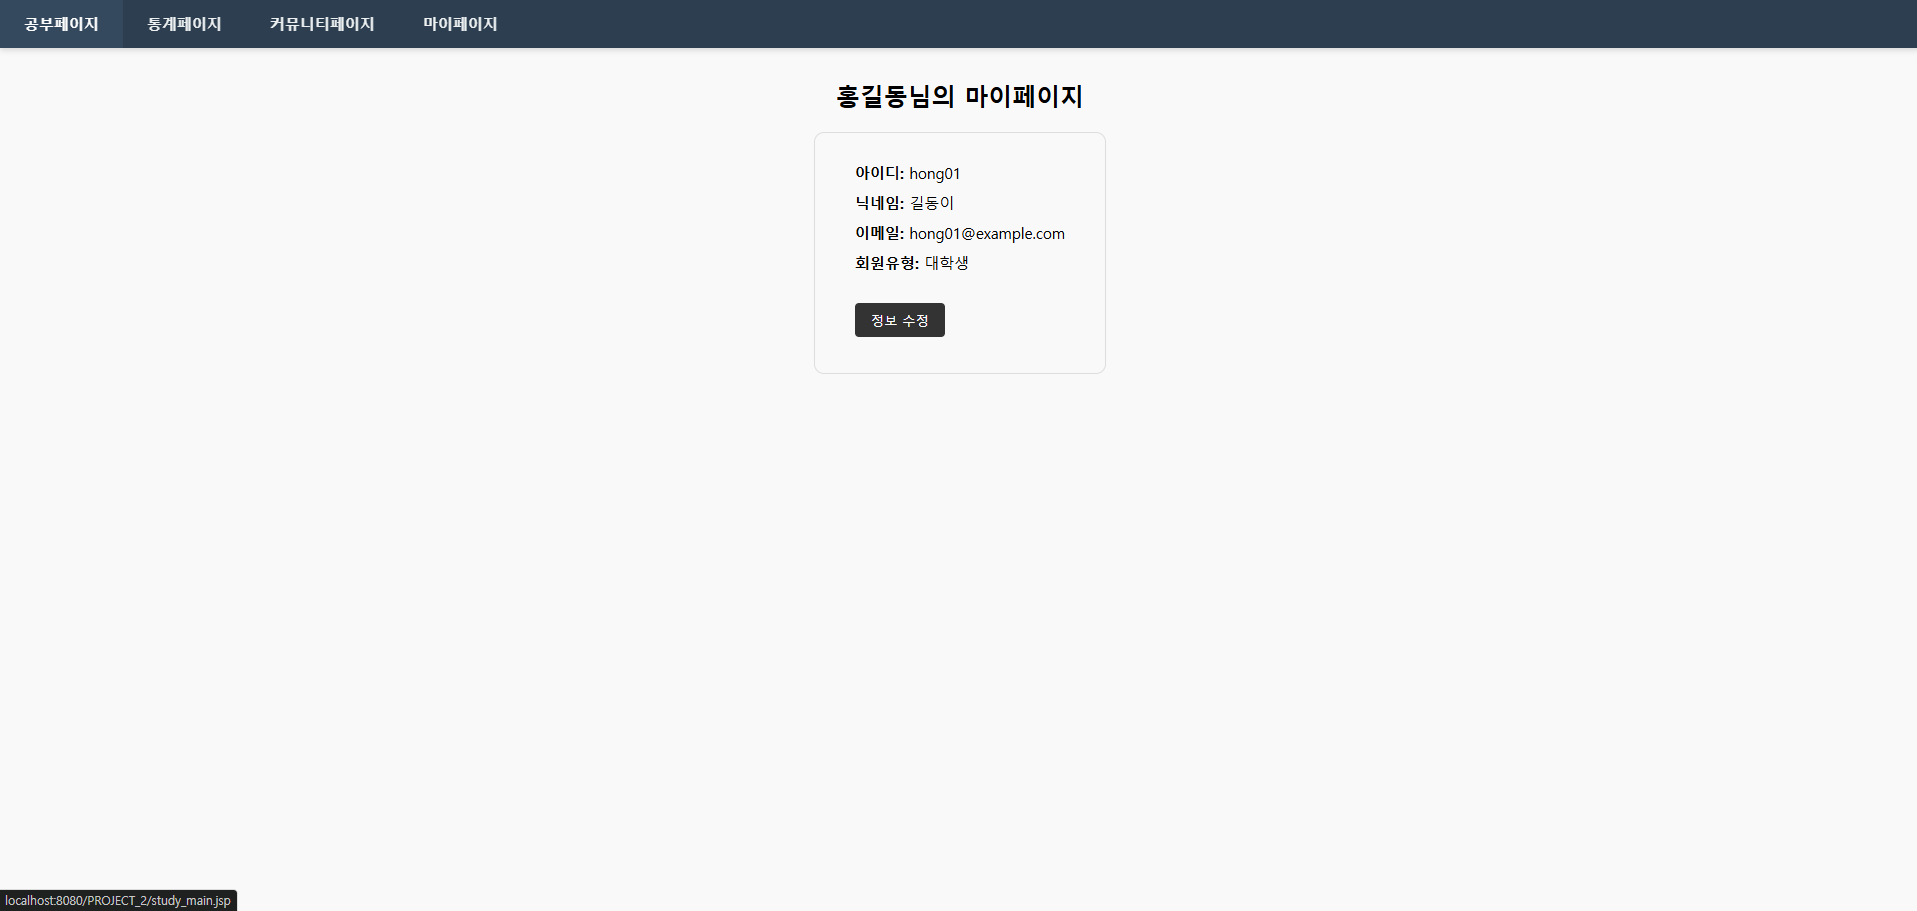 공부페이지 통계페이지 커뮤니티페이지 마이페이지
홍길동님의 마이페이지
아이디: hong01
닉네임: 길동이
이메일: hong01@example.com
회원유형: 대학생
정보 수정
localhost:8080/PROJECT_2/study_main.jsp